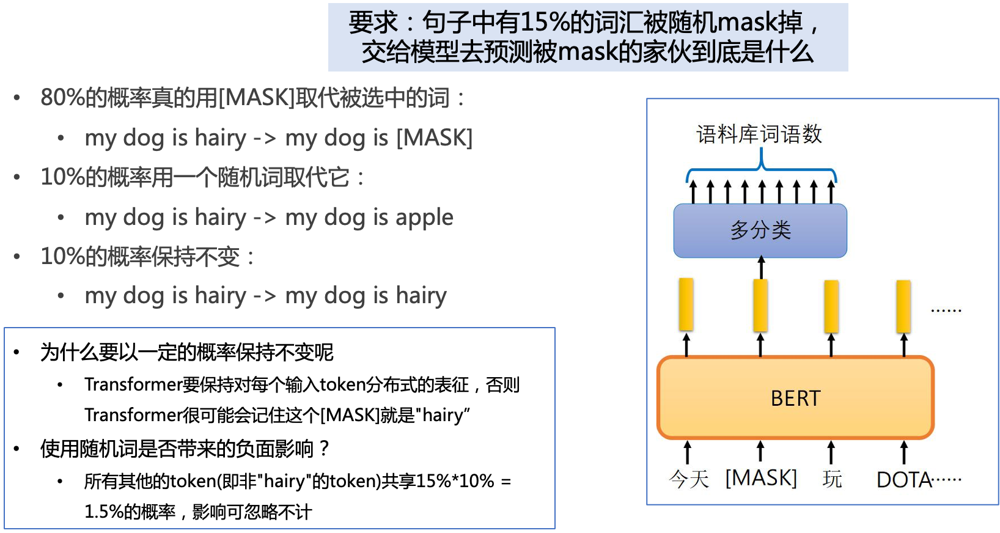 要求：句子中有15%的词汇被随机mask掉，
交给模型去预测被mask的家伙到底是什么
• 80%的概率真的用[MASK]取代被选中的词：
• my dog is hairy -> my dog is [MASK]
• 10%的概率用一个随机词取代它：
• my dog is hairy -> my dog is apple
• 10%的概率保持不变：
• my dog is hairy -> my dog is hairy
• 为什么要以一定的概率保持不变呢
• Transformer要保持对每个输入token分布式的表征，否则
Transformer很可能会记住这个[MASK]就是"hairy”
• 使用随机词是否带来的负面影响？
• 所有其他的token(即非"hairy"的token)共享15%*10% =
1.5%的概率，影响可忽略不计
语料库词语数
多分类
······
BERT
今天 [MASK] 玩 DOTA······